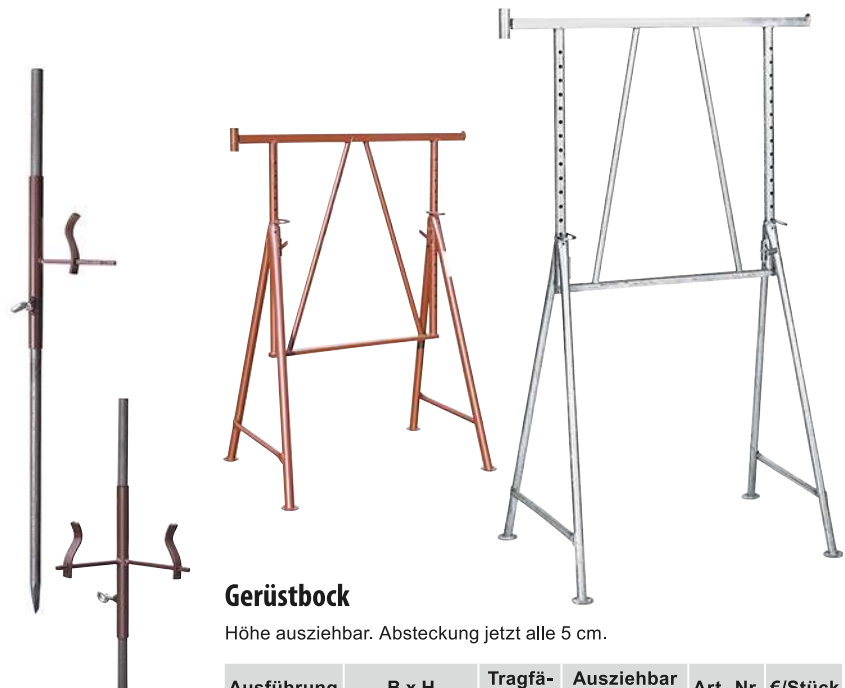 Gerüstbock
Höhe ausziehbar. Absteckung jetzt alle 5 cm.
Ausführung B x H Tragfä- Ausziehbar Art.-Nr. €/Stück